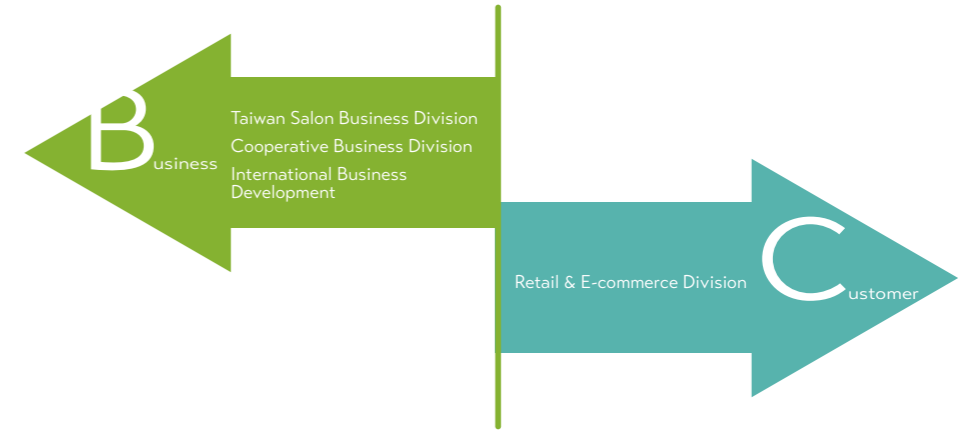 Business
Taiwan Salon Business Division
Cooperative Business Division
International Business
Development
Retail & E-commerce Division
Customer